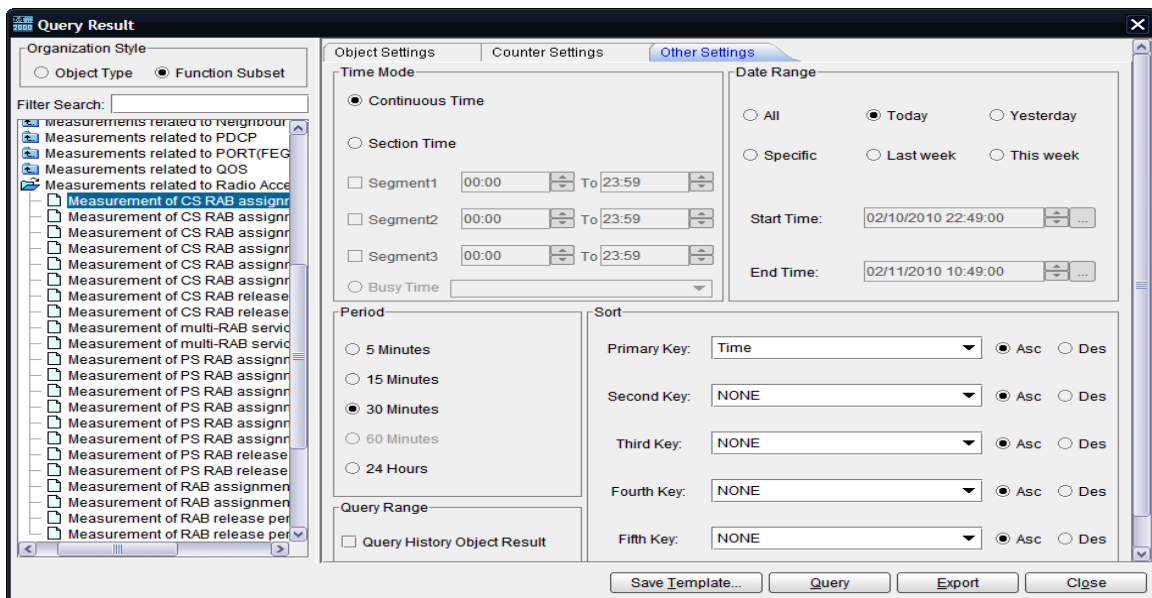 Query Result
Organization Style
Object Type Function Subset
Filter Search:
Measurements related to Neighbour
Measurements related to PDCP
Measurements related to PORT(FEG
Measurements related to QOS
Measurements related to Radio Acce
Measurement of CS RAB assignr
Measurement of CS RAB assignr
Measurement of CS RAB assignr
Measurement of CS RAB assignr
Measurement of CS RAB assignr
Measurement of CS RAB assignr
Measurement of CS RAB release
Measurement of CS RAB release
Measurement of multi-RAB servic
Measurement of multi-RAB servic
Measurement of PS RAB assignn
Measurement of PS RAB assignn
Measurement of PS RAB assignn
Measurement of PS RAB assignn
Measurement of PS RAB assignn
Measurement of PS RAB assignn
Measurement of PS RAB release
Measurement of PS RAB release
Measurement of RAB assignmen
Measurement of RAB assignmen
Measurement of RAB release per
Measurement of RAB release per
Object Settings Counter Settings Other Settings
Time Mode
Continuous Time
Section Time
Segment1 00:00 To 23:59
Segment2 00:00 To 23:59
Segment3 00:00 To 23:59
Busy Time
Date Range
All Today Yesterday
Specific Last week This week
Start Time: 02/10/2010 22:49:00 ...
End Time: 02/11/2010 10:49:00 ...
Period
5 Minutes
15 Minutes
30 Minutes
60 Minutes
24 Hours
Query Range
Query History Object Result
Sort
Primary Key: Time Asc Des
Second Key: NONE Asc Des
Third Key: NONE Asc Des
Fourth Key: NONE Asc Des
Fifth Key: NONE Asc Des
Save Template... Query Export Close